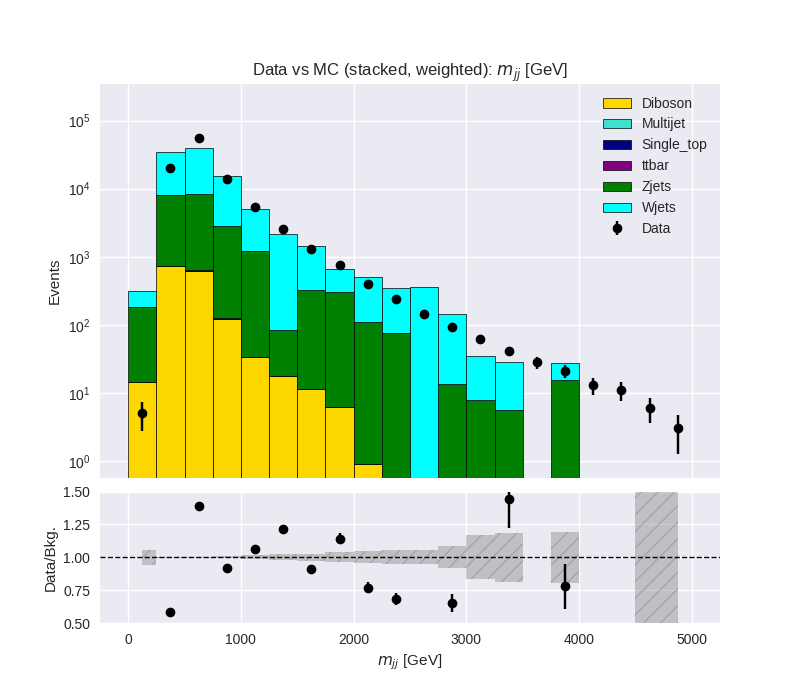 Data vs MC (stacked, weighted): m_jj [GeV]
Diboson
Multijet
Single_top
ttbar
Zjets
Wjets
Data
Events
10^5
10^4
10^3
10^2
10^1
10^0
Data/Bkg.
1.50
1.25
1.00
0.75
0.50
0 1000 2000 3000 4000 5000
m_jj [GeV]